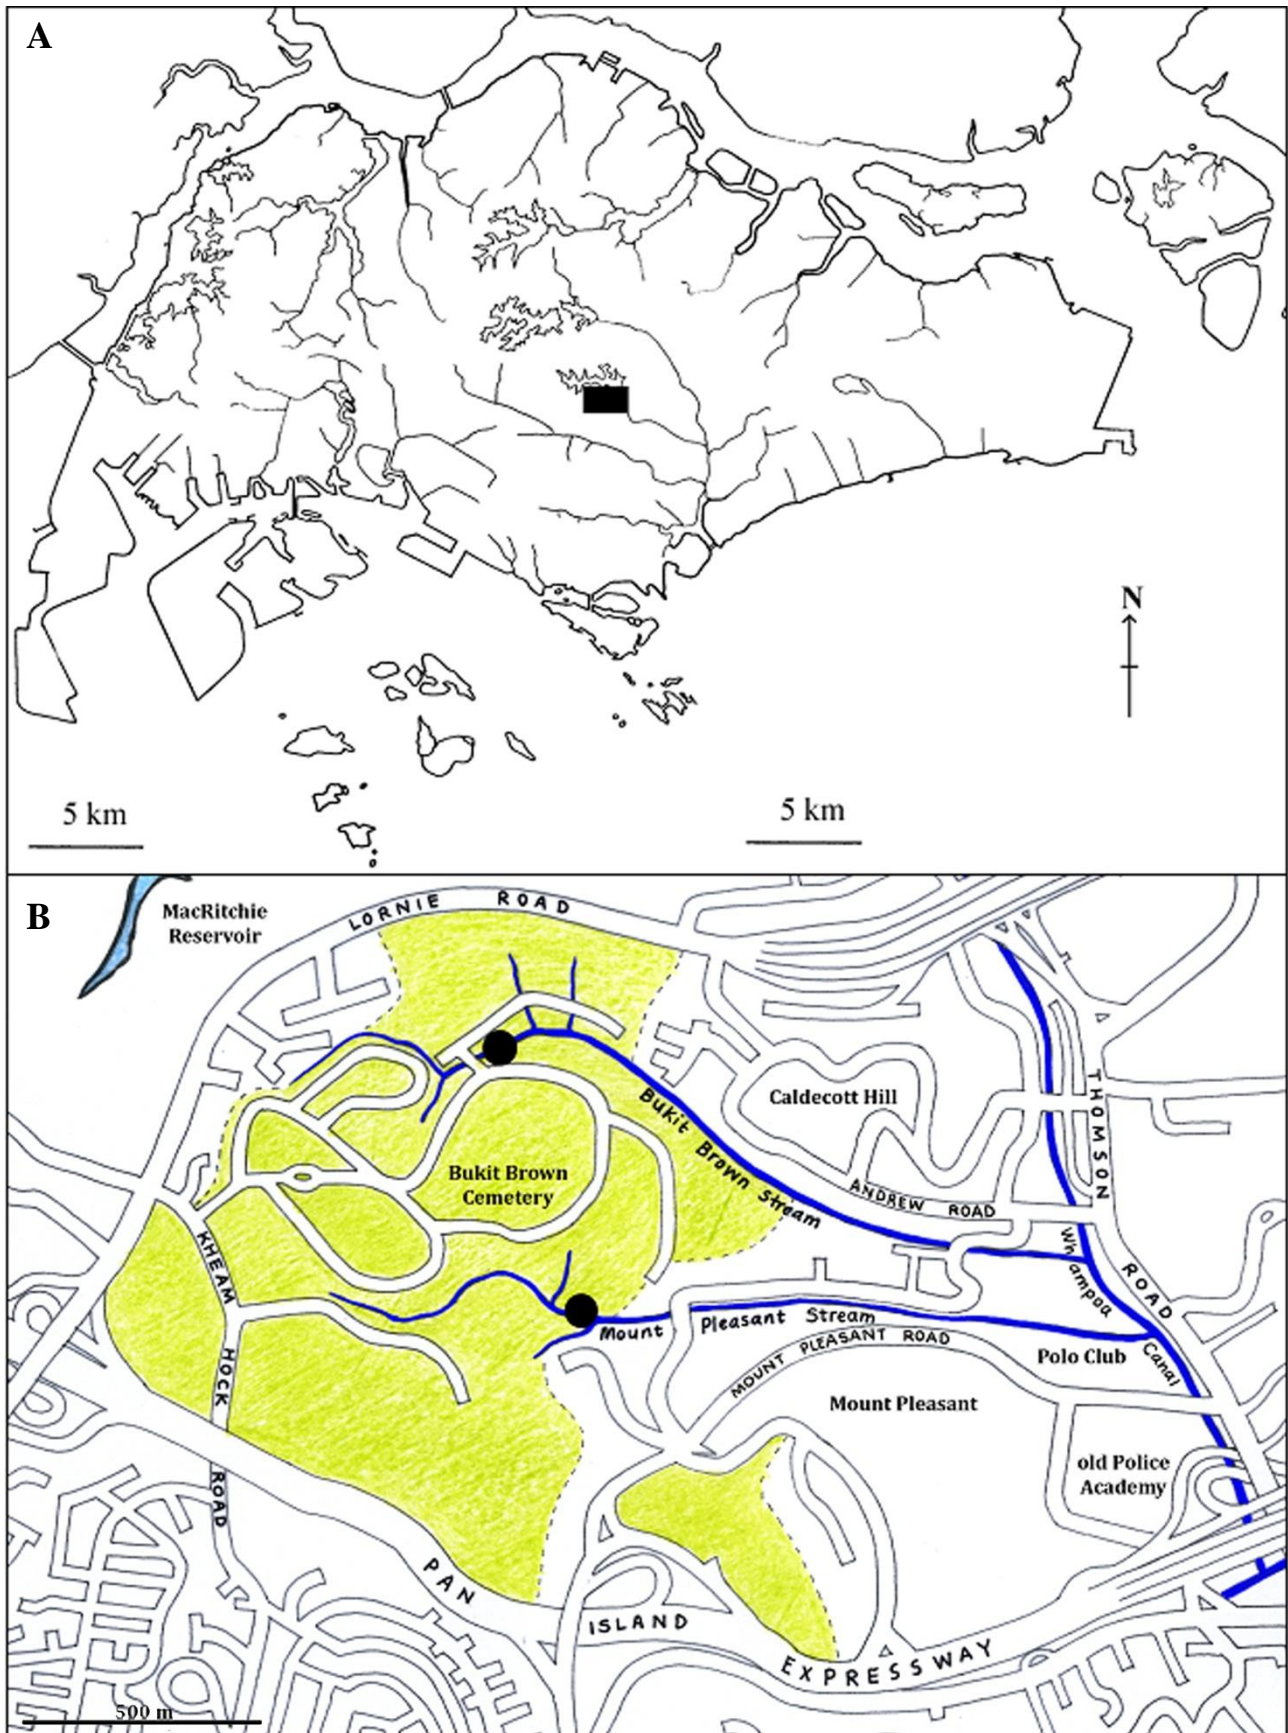 A
N
5 km
5 km
B
MacRitchie
Reservoir
LORNIE ROAD
Caldecott Hill
THOMSON
ROAD
Bukit Brown Stream
Bukit Brown
Cemetery
ANDREW ROAD
KHEAM
HOCK
ROAD
Whampoa
Canal
Mount Pleasant Stream
MOUNT PLEASANT ROAD
Polo Club
Mount Pleasant
old Police
Academy
PAN
ISLAND
EXPRESSWAY
500 m